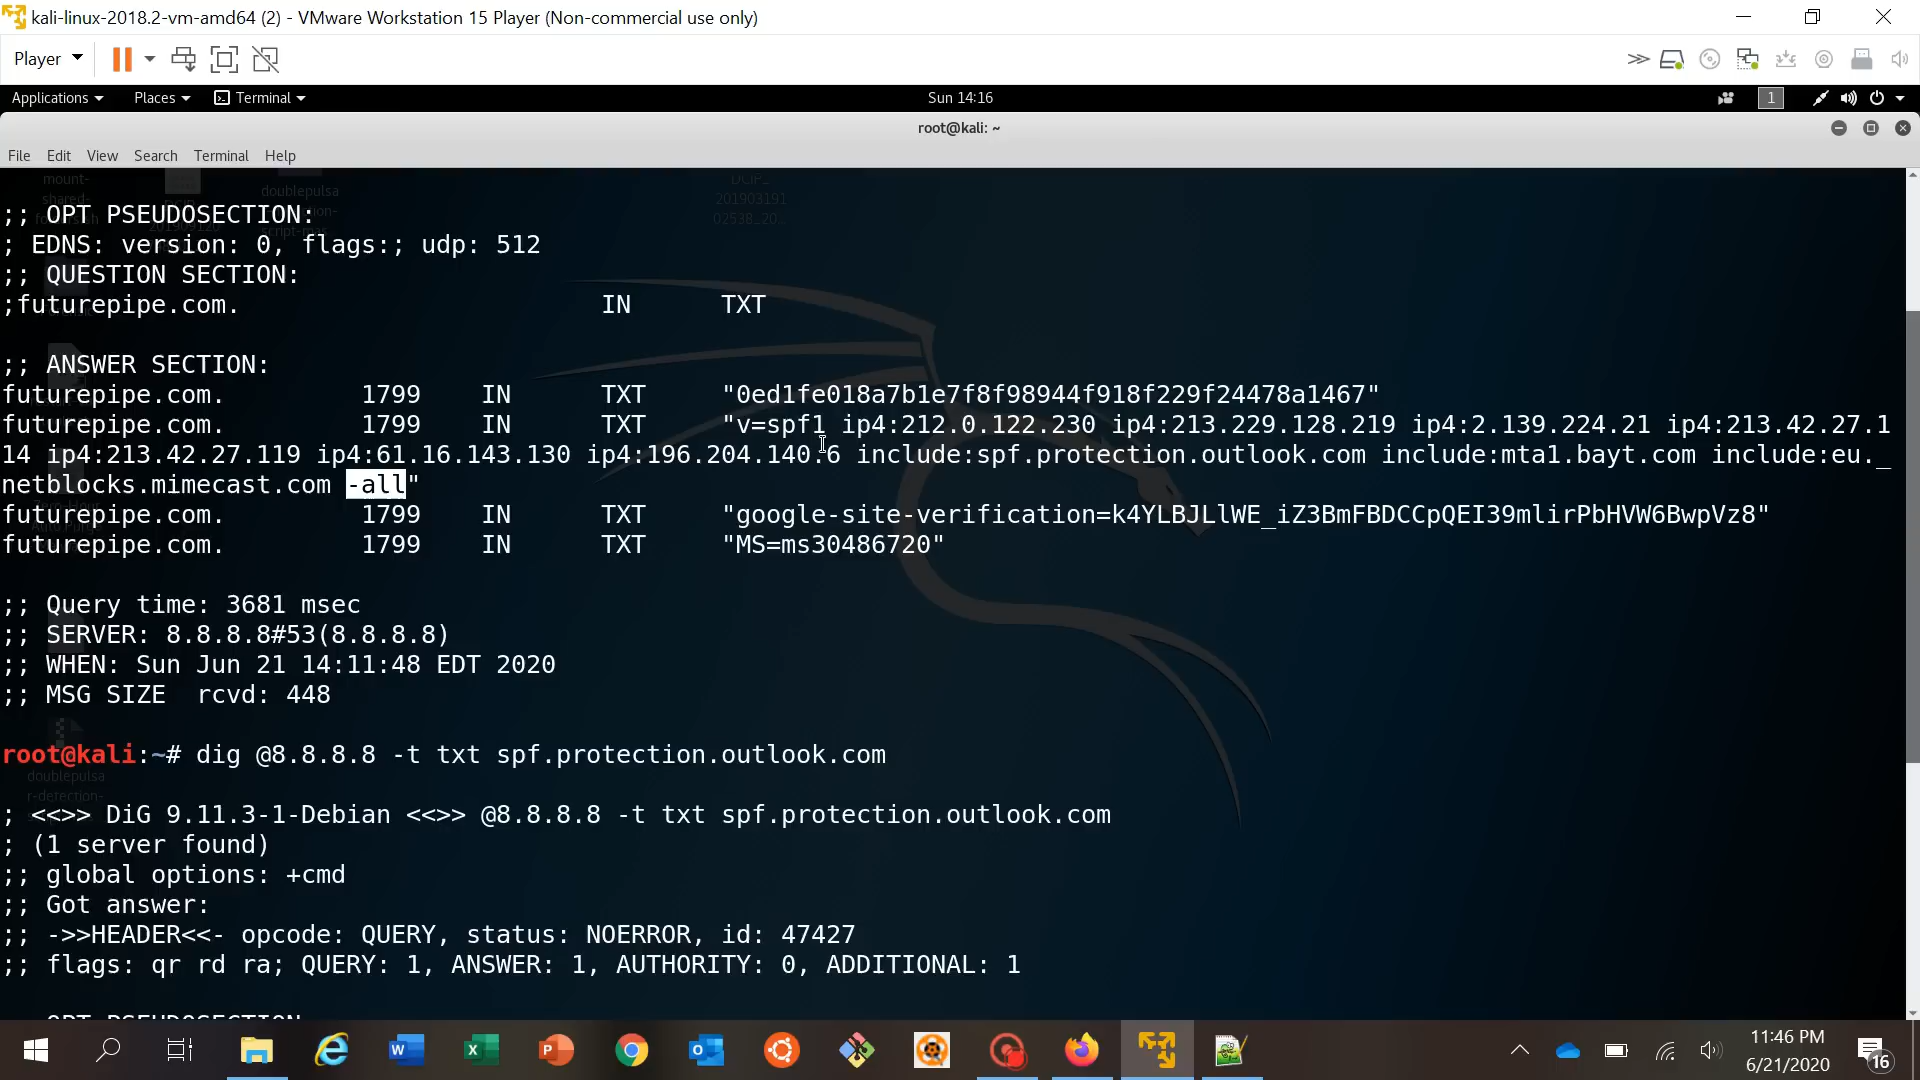 kali-linux-2018.2-vm-amd64 (2) - VMware Workstation 15 Player (Non-commercial use only)
Player
Applications Places Terminal Sun 14:16 1
root@kali: ~
File Edit View Search Terminal Help
mount-
doublepulsa
DCIP_
201903191
02538_20...
;; OPT PSEUDOSECTION:
; EDNS: version: 0, flags:; udp: 512
;; QUESTION SECTION:
;futurepipe.com. IN TXT
;; ANSWER SECTION:
futurepipe.com. 1799 IN TXT "0ed1fe018a7b1e7f8f98944f918f229f24478a1467"
futurepipe.com. 1799 IN TXT "v=spf1 ip4:212.0.122.230 ip4:213.229.128.219 ip4:2.139.224.21 ip4:213.42.27.1
14 ip4:213.42.27.119 ip4:61.16.143.130 ip4:196.204.140.6 include:spf.protection.outlook.com include:mta1.bayt.com include:eu._
netblocks.mimecast.com -all"
futurepipe.com. 1799 IN TXT "google-site-verification=k4YLBJLlWE_iZ3BmFBDCCpQEI39mlirPbHVW6BwpVz8"
futurepipe.com. 1799 IN TXT "MS=ms30486720"
;; Query time: 3681 msec
;; SERVER: 8.8.8.8#53(8.8.8.8)
;; WHEN: Sun Jun 21 14:11:48 EDT 2020
;; MSG SIZE rcvd: 448
root@kali:~# dig @8.8.8.8 -t txt spf.protection.outlook.com
doublepulsa
r-detection-
; <<>> DiG 9.11.3-1-Debian <<>> @8.8.8.8 -t txt spf.protection.outlook.com
; (1 server found)
;; global options: +cmd
;; Got answer:
;; ->>HEADER<<- opcode: QUERY, status: NOERROR, id: 47427
;; flags: qr rd ra; QUERY: 1, ANSWER: 1, AUTHORITY: 0, ADDITIONAL: 1
OPT PSEUDOSECTION
11:46 PM
6/21/2020
16